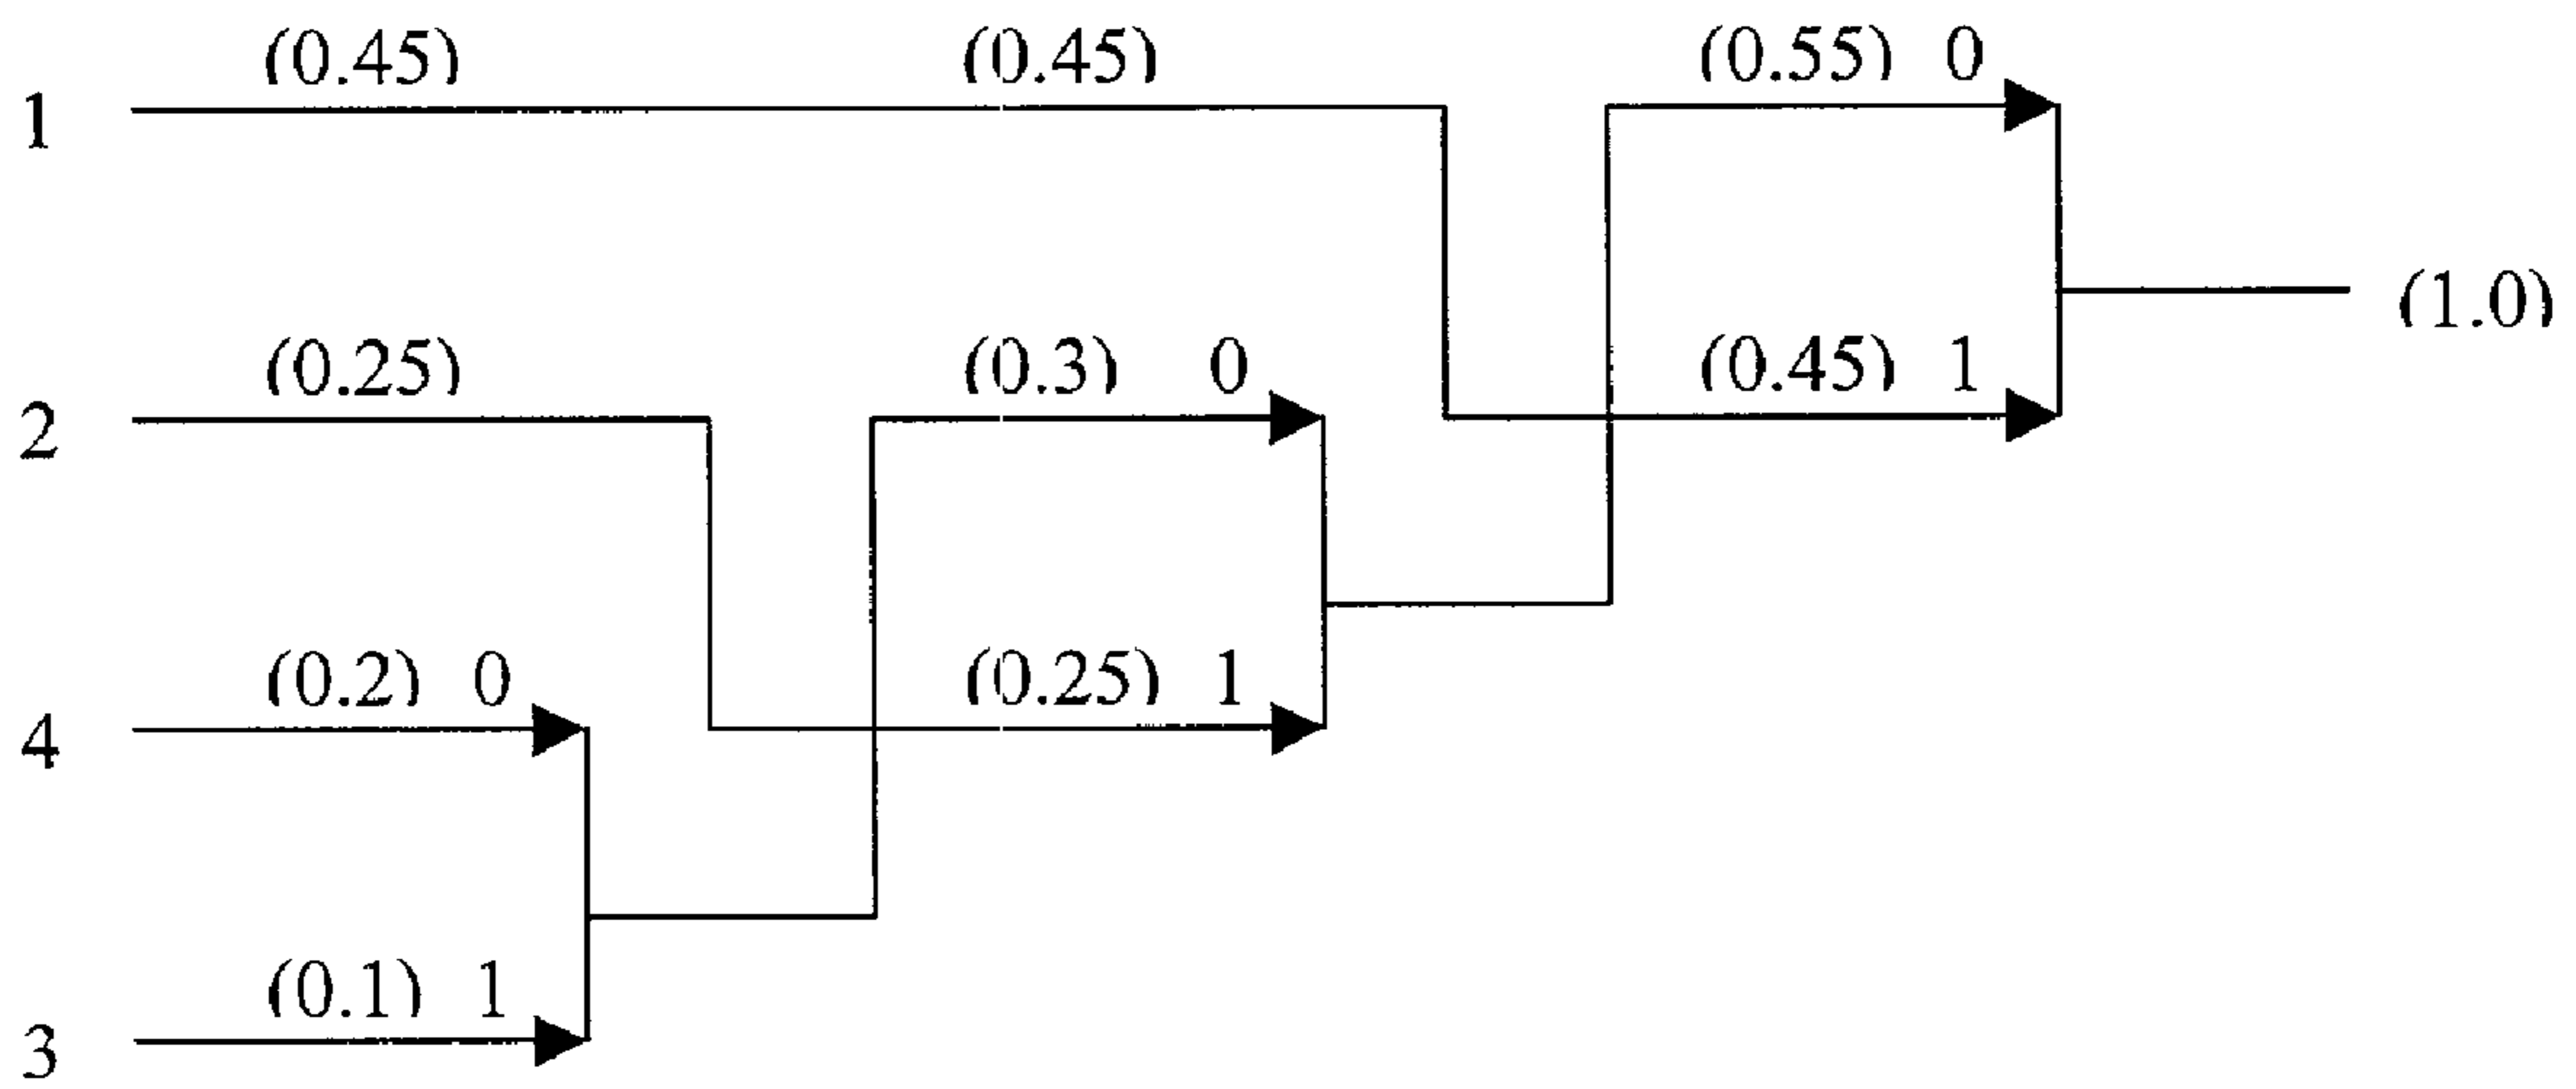 (0.45) (0.45) (0.55) 0
1
(1.0)
(0.25) (0.3) 0 (0.45) 1
2
(0.2) 0 (0.25) 1
4
(0.1) 1
3